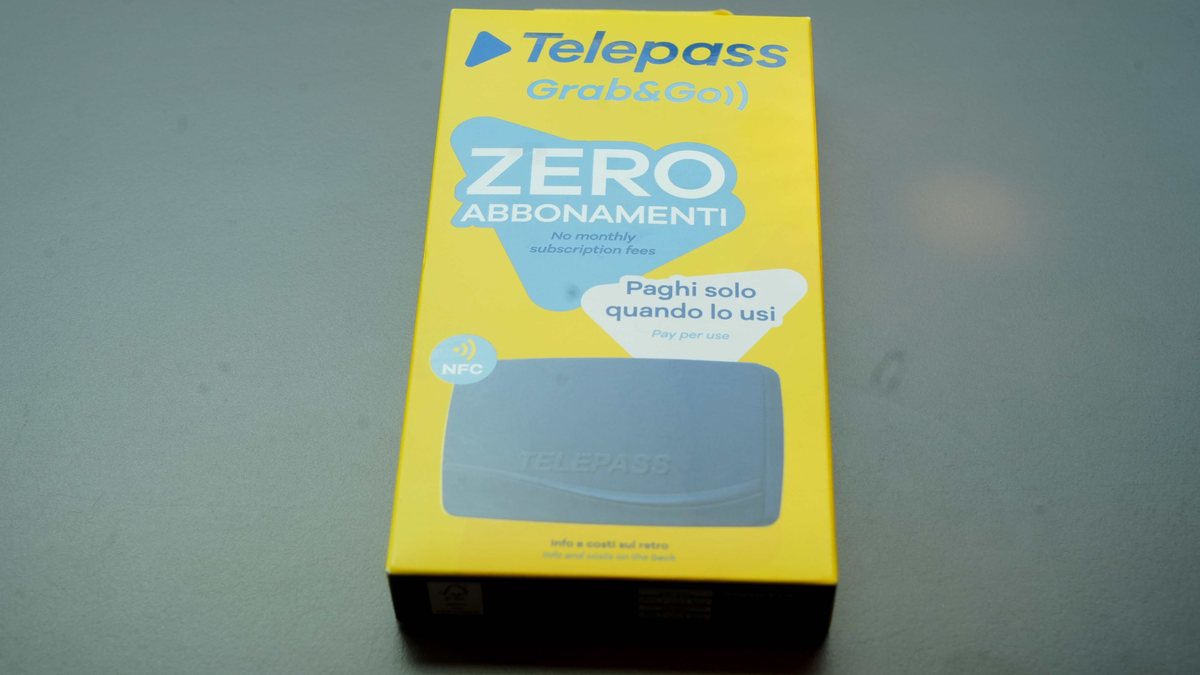 Telepass
Grab&Go
ZERO
ABBONAMENTI
No monthly
subscription fees
Paghi solo
quando lo usi
Pay per use
NFC
TELEPASS
Info e costi sul retro
Info and costs on the back